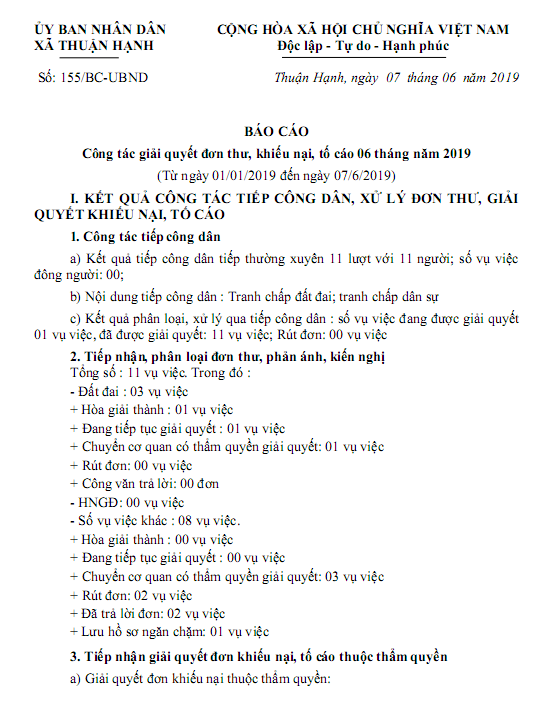 ỦY BAN NHÂN DÂN
XÃ THUẬN HẠNH
CỘNG HÒA XÃ HỘI CHỦ NGHĨA VIỆT NAM
Độc lập - Tự do - Hạnh phúc
Số: 155/BC-UBND
Thuận Hạnh, ngày 07 tháng 06 năm 2019
BÁO CÁO
Công tác giải quyết đơn thư, khiếu nại, tố cáo 06 tháng năm 2019
(Từ ngày 01/01/2019 đến ngày 07/6/2019)
I. KẾT QUẢ CÔNG TÁC TIẾP CÔNG DÂN, XỬ LÝ ĐƠN THƯ, GIẢI
QUYẾT KHIẾU NẠI, TỐ CÁO
1. Công tác tiếp công dân
a) Kết quả tiếp công dân tiếp thường xuyên 11 lượt với 11 người; số vụ việc
đông người: 00;
b) Nội dung tiếp công dân : Tranh chấp đất đai; tranh chấp dân sự
c) Kết quả phân loại, xử lý qua tiếp công dân : số vụ việc đang được giải quyết
01 vụ việc, đã được giải quyết: 11 vụ việc; Rút đơn: 00 vụ việc
2. Tiếp nhận, phân loại đơn thư, phản ánh, kiến nghị
Tổng số : 11 vụ việc. Trong đó :
- Đất đai : 03 vụ việc
+ Hòa giải thành : 01 vụ việc
+ Đang tiếp tục giải quyết : 01 vụ việc
+ Chuyển cơ quan có thẩm quyền giải quyết: 01 vụ việc
+ Rút đơn: 00 vụ việc
+ Công văn trả lời: 00 đơn
- HNGĐ: 00 vụ việc
- Số vụ việc khác : 08 vụ việc.
+ Hòa giải thành : 00 vụ việc
+ Đang tiếp tục giải quyết : 00 vụ việc
+ Chuyển cơ quan có thẩm quyền giải quyết: 03 vụ việc
+ Rút đơn: 02 vụ việc
+ Đã trả lời đơn: 02 vụ việc
+ Lưu hồ sơ ngăn chặm: 01 vụ việc
3. Tiếp nhận giải quyết đơn khiếu nại, tố cáo thuộc thẩm quyền
a) Giải quyết đơn khiếu nại thuộc thẩm quyền: